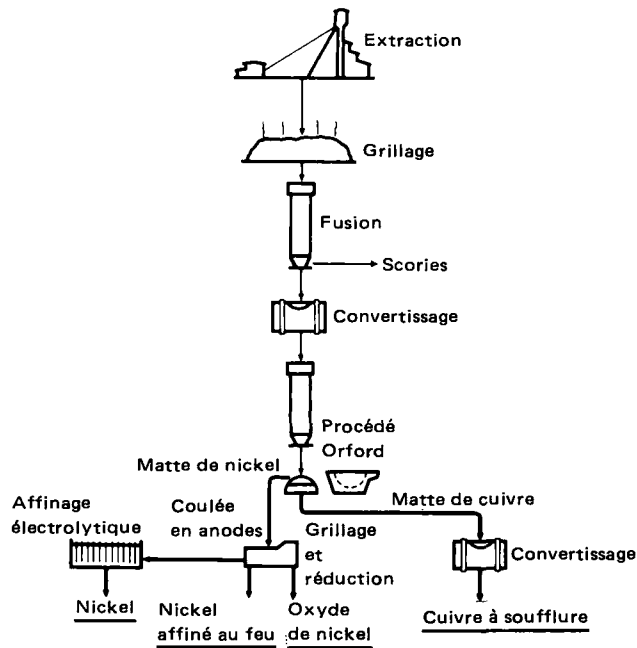 Extraction
Grillage
Fusion
Scories
Convertissage
Procédé
Orford
Matte de nickel
Matte de cuivre
Affinage
électrolytique
Coulée
en anodes
Grillage
et
réduction
Convertissage
Nickel
Nickel
affiné au feu
Oxyde
de nickel
Cuivre à soufflure